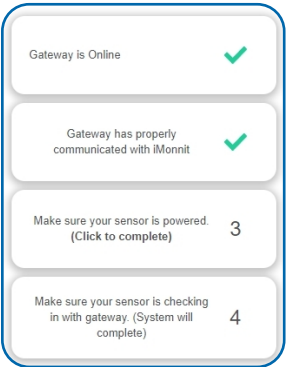 Gateway is Online
Gateway has properly
communicated with iMonnit
Make sure your sensor is powered.
(Click to complete)
3
Make sure your sensor is checking
in with gateway. (System will
complete)
4